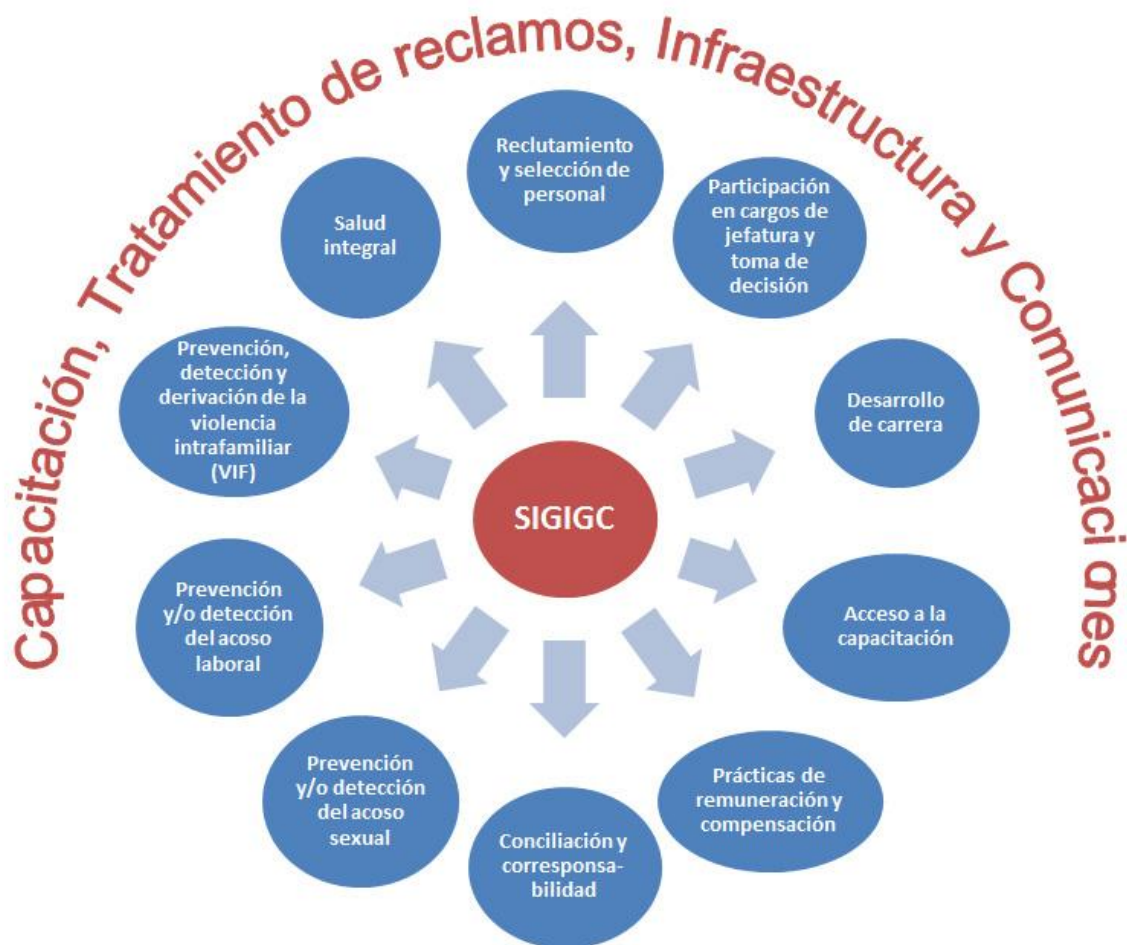 Capacitación, Tratamiento de reclamos, Infraestructura y Comunicaciones
Reclutamiento
y selección de
personal
Participación
en cargos de
jefatura y
toma de
decisión
Desarrollo
de carrera
Acceso a la
capacitación
Prácticas de
remuneración y
compensación
Conciliación y
corresponsa-
bilidad
Prevención
y/o detección
del acoso
sexual
Prevención
y/o detección
del acoso
laboral
Prevención,
detección y
derivación de la
violencia
intrafamiliar
(VIF)
Salud
integral
SIGIGC